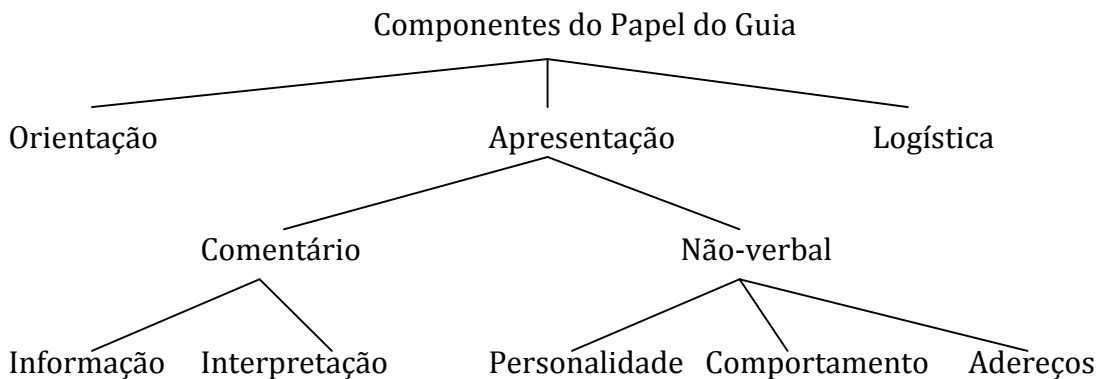 Componentes do Papel do Guia
Orientação Apresentação Logística
Comentário Não-verbal
Informação Interpretação Personalidade Comportamento Adereços